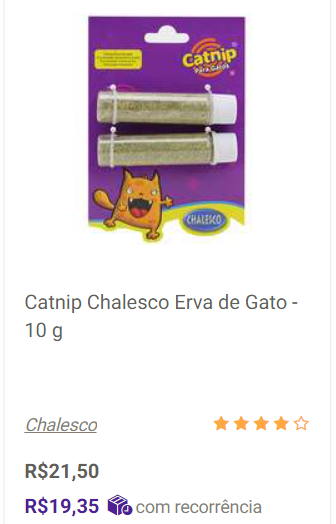 Catnip
Para Gatos
CHALESCO
Catnip Chalesco Erva de Gato -
10 g
Chalesco
R$21,50
R$19,35 com recorrência